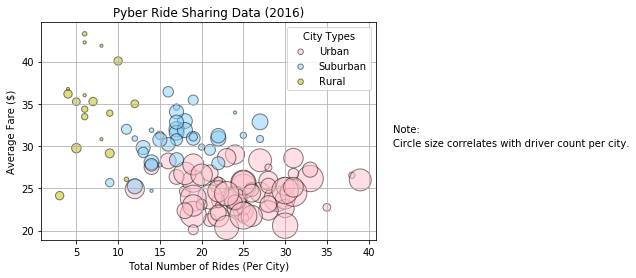 Pyber Ride Sharing Data (2016)
City Types
Urban
Suburban
Rural
40
35
30
25
20
Average Fare ($)
5 10 15 20 25 30 35 40
Total Number of Rides (Per City)
Note:
Circle size correlates with driver count per city.